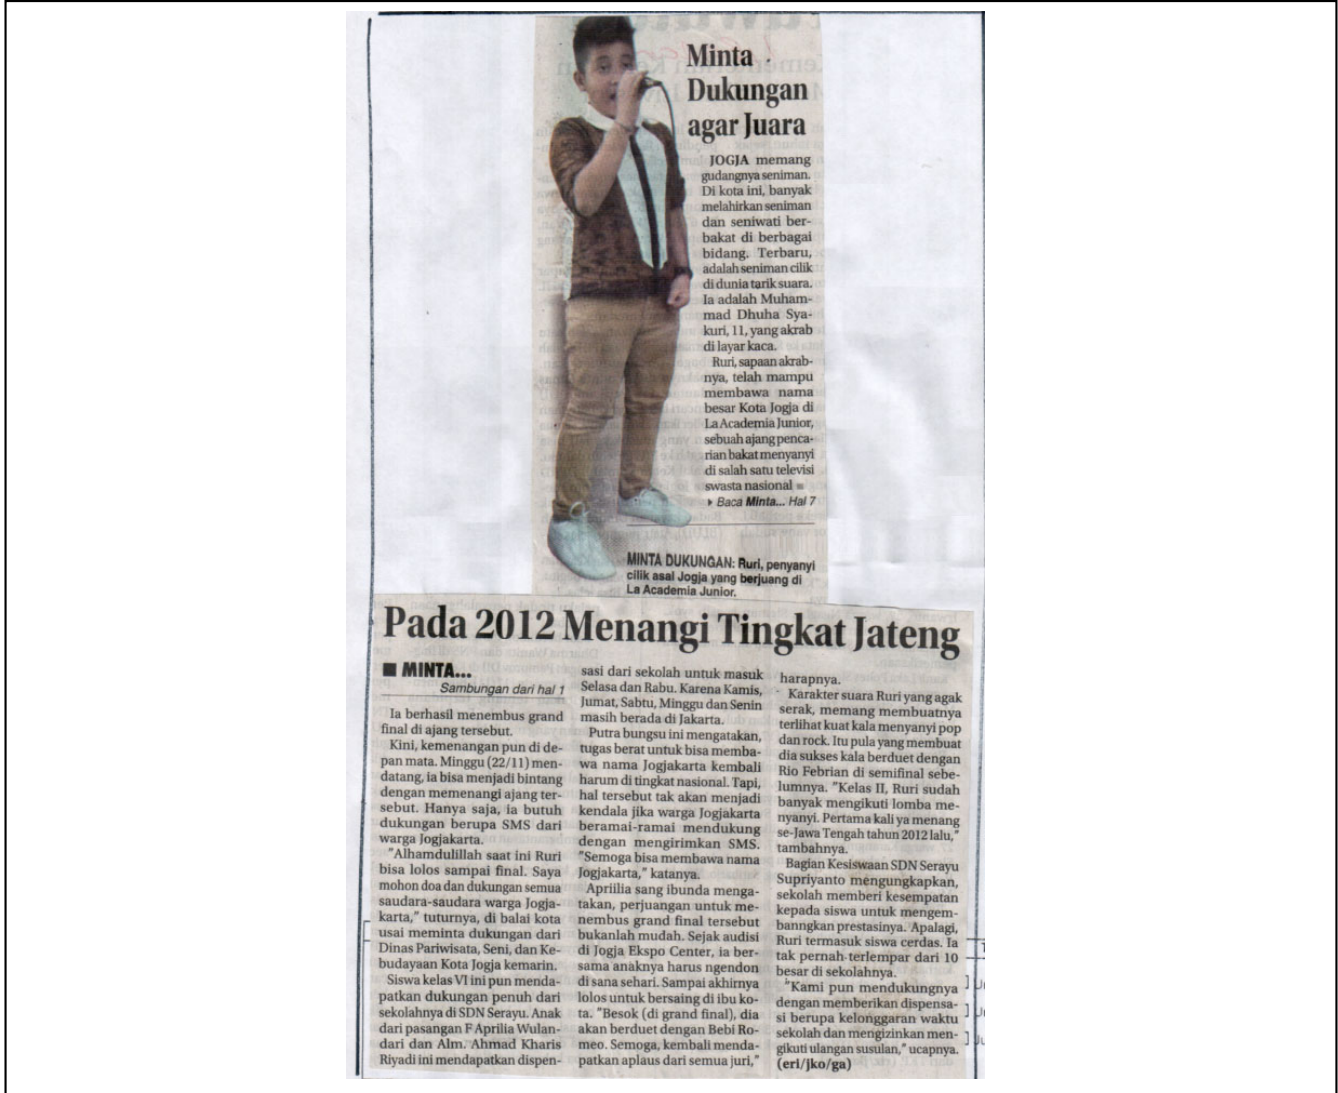 Minta
Dukungan
agar Juara
JOGJA memang
gudangnya seniman.
Di kota ini, banyak
melahirkan seniman
dan seniwati ber-
bakat di berbagai
bidang. Terbaru,
adalah seniman cilik
di dunia tarik suara.
Ia adalah Muham-
mad Dhuha Sya-
kuri, 11, yang akrab
di layar kaca.
Ruri, sapaan akrab-
nya, telah mampu
membawa nama
besar Kota Jogja di
La Academia Junior,
sebuah ajang penca-
rian bakat menyanyi
di salah satu televisi
swasta nasional ■
▸ Baca Minta... Hal 7
MINTA DUKUNGAN: Ruri, penyanyi
cilik asal Jogja yang berjuang di
La Academia Junior.
Pada 2012 Menangi Tingkat Jateng
■ MINTA...
Sambungan dari hal 1
Ia berhasil menembus grand
final di ajang tersebut.
Kini, kemenangan pun di de-
pan mata. Minggu (22/11) men-
datang, ia bisa menjadi bintang
dengan memenangi ajang ter-
sebut. Hanya saja, ia butuh
dukungan berupa SMS dari
warga Jogjakarta.
"Alhamdulillah saat ini Ruri
bisa lolos sampai final. Saya
mohon doa dan dukungan semua
saudara-saudara warga Jogja-
karta," tuturnya, di balai kota
usai meminta dukungan dari
Dinas Pariwisata, Seni, dan Ke-
budayaan Kota Jogja kemarin.
Siswa kelas VI ini pun menda-
patkan dukungan penuh dari
sekolahnya di SDN Serayu. Anak
dari pasangan F Aprilia Wulan-
dari dan Alm. Ahmad Kharis
Riyadi ini mendapatkan dispen-
sasi dari sekolah untuk masuk
Selasa dan Rabu. Karena Kamis,
Jumat, Sabtu, Minggu dan Senin
masih berada di Jakarta.
Putra bungsu ini mengatakan,
tugas berat untuk bisa memba-
wa nama Jogjakarta kembali
harum di tingkat nasional. Tapi,
hal tersebut tak akan menjadi
kendala jika warga Jogjakarta
beramai-ramai mendukung
dengan mengirimkan SMS.
"Semoga bisa membawa nama
Jogjakarta," katanya.
Apriilia sang ibunda menga-
takan, perjuangan untuk me-
nembus grand final tersebut
bukanlah mudah. Sejak audisi
di Jogja Ekspo Center, ia ber-
sama anaknya harus ngendon
di sana sehari. Sampai akhirnya
lolos untuk bersaing di ibu ko-
ta. "Besok (di grand final), dia
akan berduet dengan Bebi Ro-
meo. Semoga, kembali menda-
patkan aplaus dari semua juri,"
harapnya.
Karakter suara Ruri yang agak
serak, memang membuatnya
terlihat kuat kala menyanyi pop
dan rock. Itu pula yang membuat
dia sukses kala berduet dengan
Rio Febrian di semifinal sebe-
lumnya. "Kelas II, Ruri sudah
banyak mengikuti lomba me-
nyanyi. Pertama kali ya menang
se-Jawa Tengah tahun 2012 lalu,"
tambahnya.
Bagian Kesiswaan SDN Serayu
Supriyanto mengungkapkan,
sekolah memberi kesempatan
kepada siswa untuk mengem-
banngkan prestasinya. Apalagi,
Ruri termasuk siswa cerdas. Ia
tak pernah terlempar dari 10
besar di sekolahnya.
"Kami pun mendukungnya
dengan memberikan dispensa-
si berupa kelonggaran waktu
sekolah dan mengizinkan men-
gikuti ulangan susulan," ucapnya.
(eri/jko/ga)